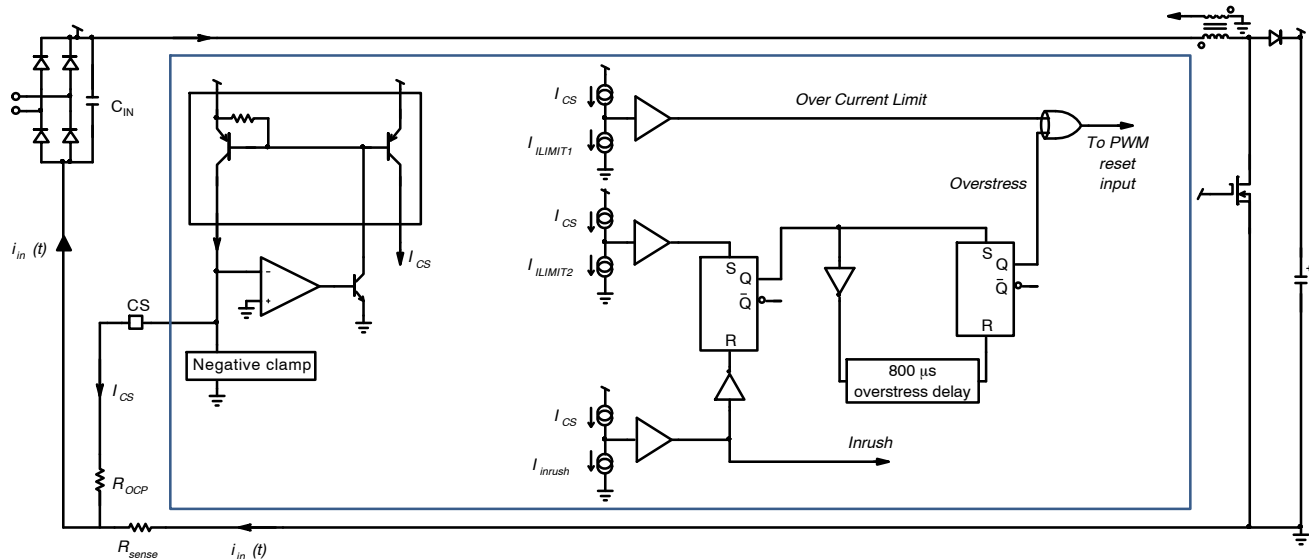 C_IN
i_in (t)
CS
I_CS
R_OCP
R_sense
i_in (t)
I_CS
Negative clamp
I_CS
I_ILIMIT1
Over Current Limit
To PWM
reset
input
Overstress
I_CS
I_ILIMIT2
S
Q
Q̄
R
S
Q
Q̄
R
800 μs
overstress delay
I_CS
I_inrush
Inrush
-
+
+